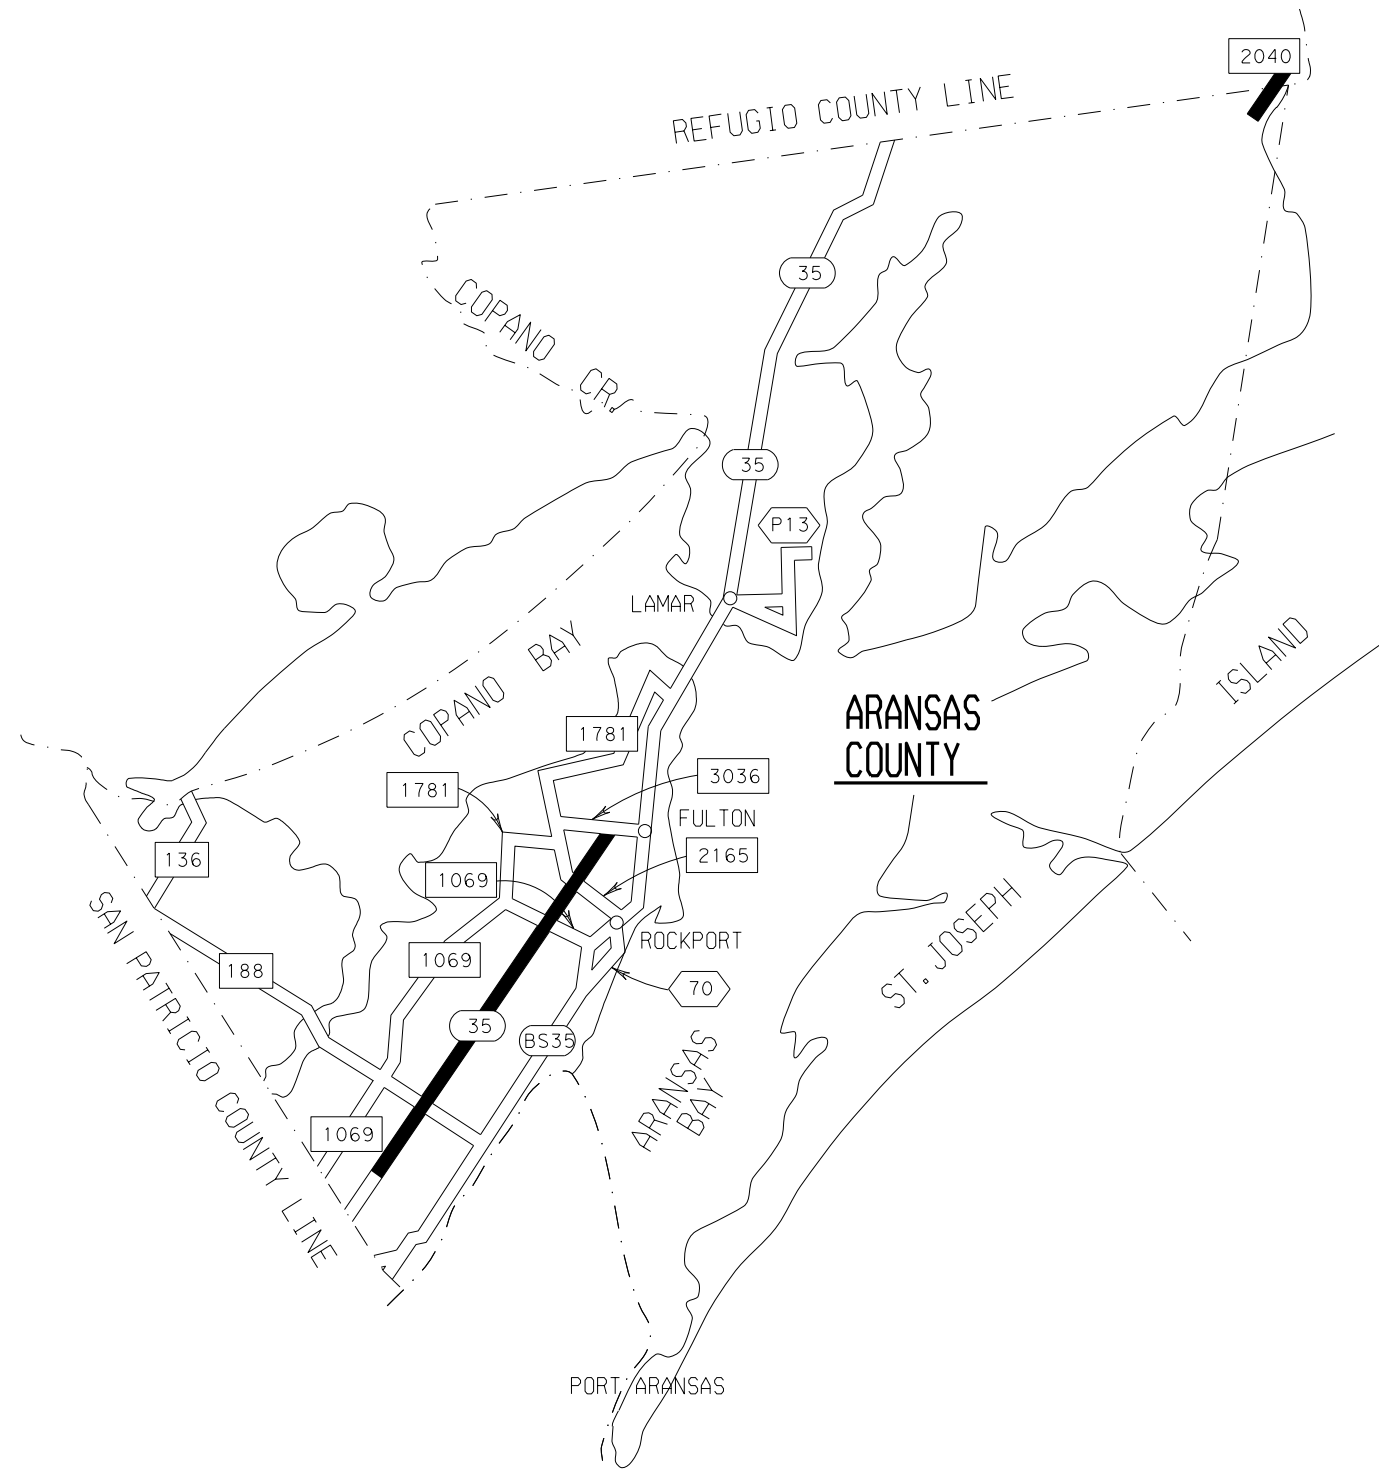 2040
REFUGIO COUNTY LINE
35
COPANO CR.
35
P13
LAMAR
COPANO BAY
ISLAND
ARANSAS
COUNTY
1781
3036
1781
FULTON
2165
136
1069
ROCKPORT
1069
188
70
ST. JOSEPH
35
BS35
ARANSAS
BAY
SAN PATRICIO COUNTY LINE
1069
PORT ARANSAS